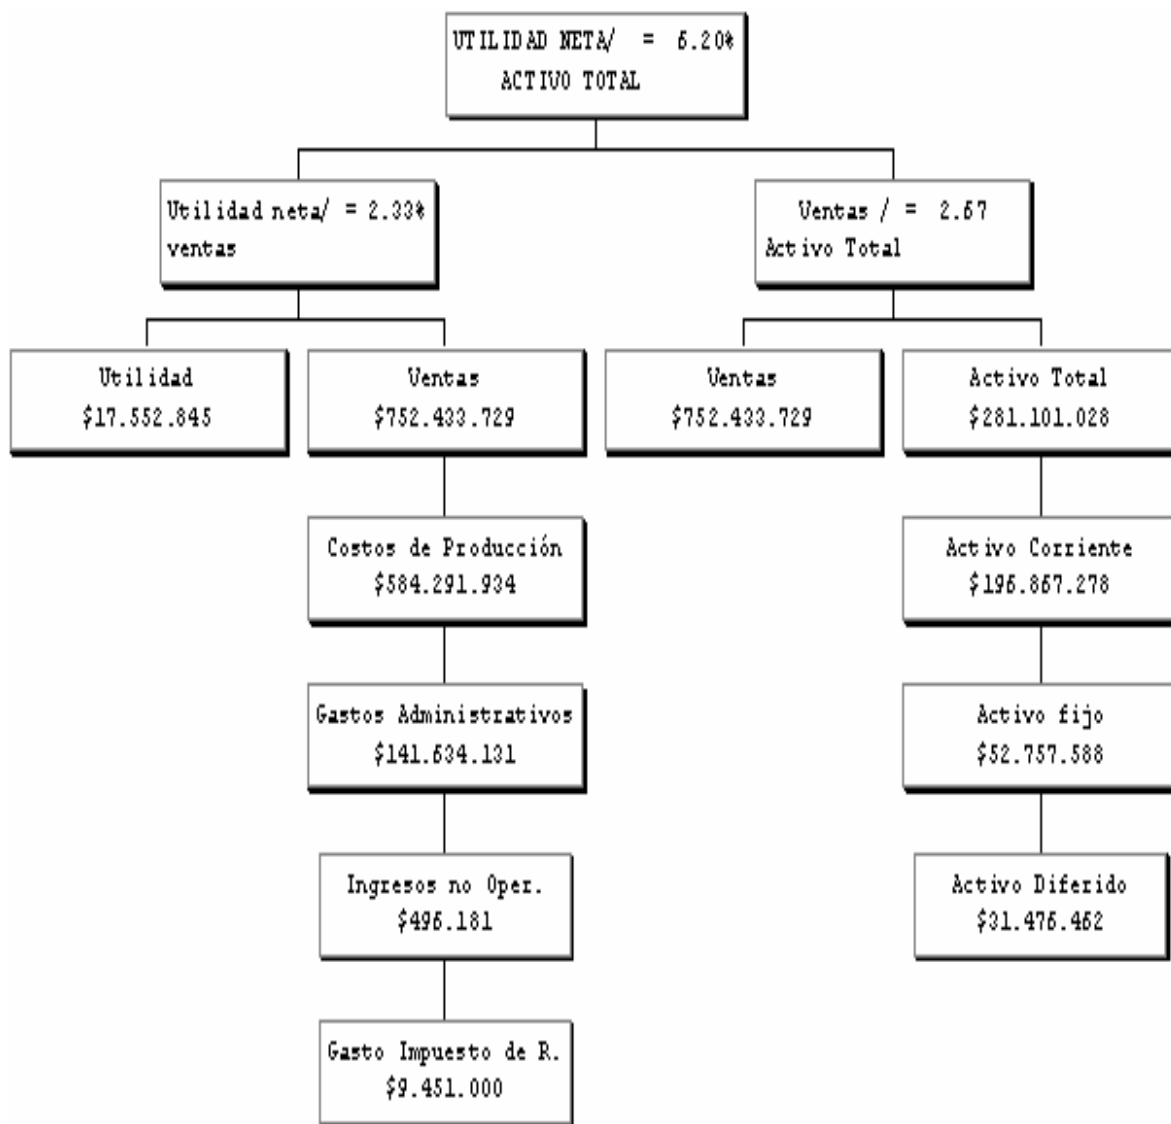 UTILIDAD NETA/ = 6.20%
ACTIVO TOTAL
Utilidad neta/ = 2.33%
ventas
Ventas / = 2.67
Activo Total
Utilidad
$17.552.845
Ventas
$752.433.729
Ventas
$752.433.729
Activo Total
$281.101.028
Costos de Producción
$584.291.934
Activo Corriente
$196.867.278
Gastos Administrativos
$141.634.131
Activo fijo
$52.757.588
Ingresos no Oper.
$496.181
Activo Diferido
$31.476.462
Gasto Impuesto de R.
$9.451.000